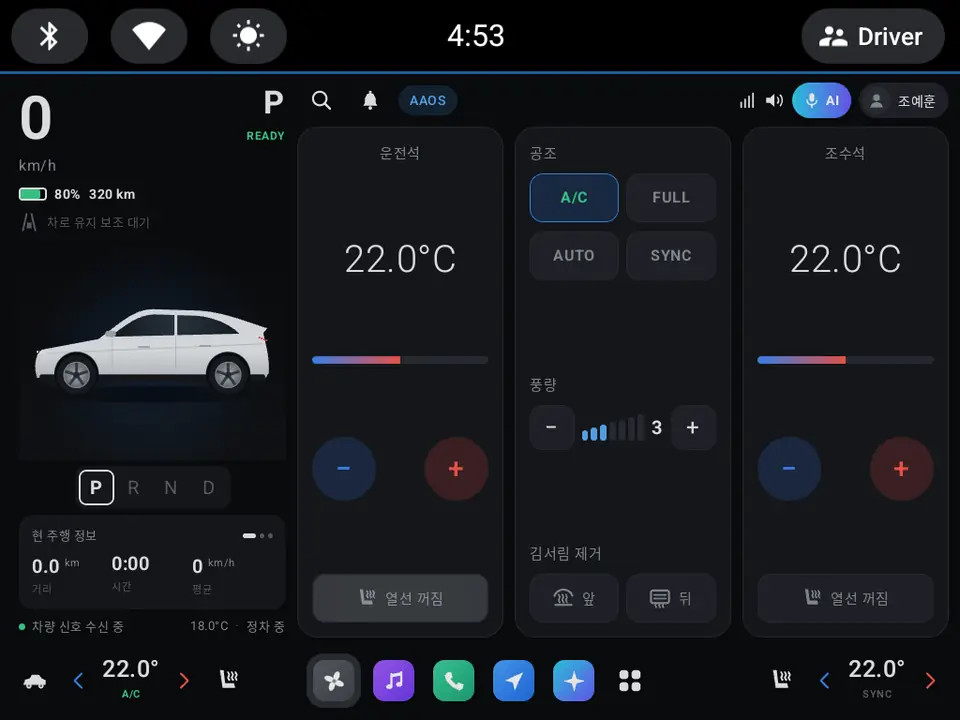 4:53
Driver
0
P
READY
km/h
80% 320 km
차로 유지 보조 대기
AAOS
AI
조예훈
운전석
22.0°C
열선 꺼짐
공조
A/C
FULL
AUTO
SYNC
풍량
− 3 +
김서림 제거
앞
뒤
조수석
22.0°C
− +
열선 꺼짐
P R N D
현 주행 정보
0.0 km
거리
0:00
시간
0 km/h
평균
차량 신호 수신 중
18.0°C · 정차 중
22.0°
A/C
22.0°
SYNC